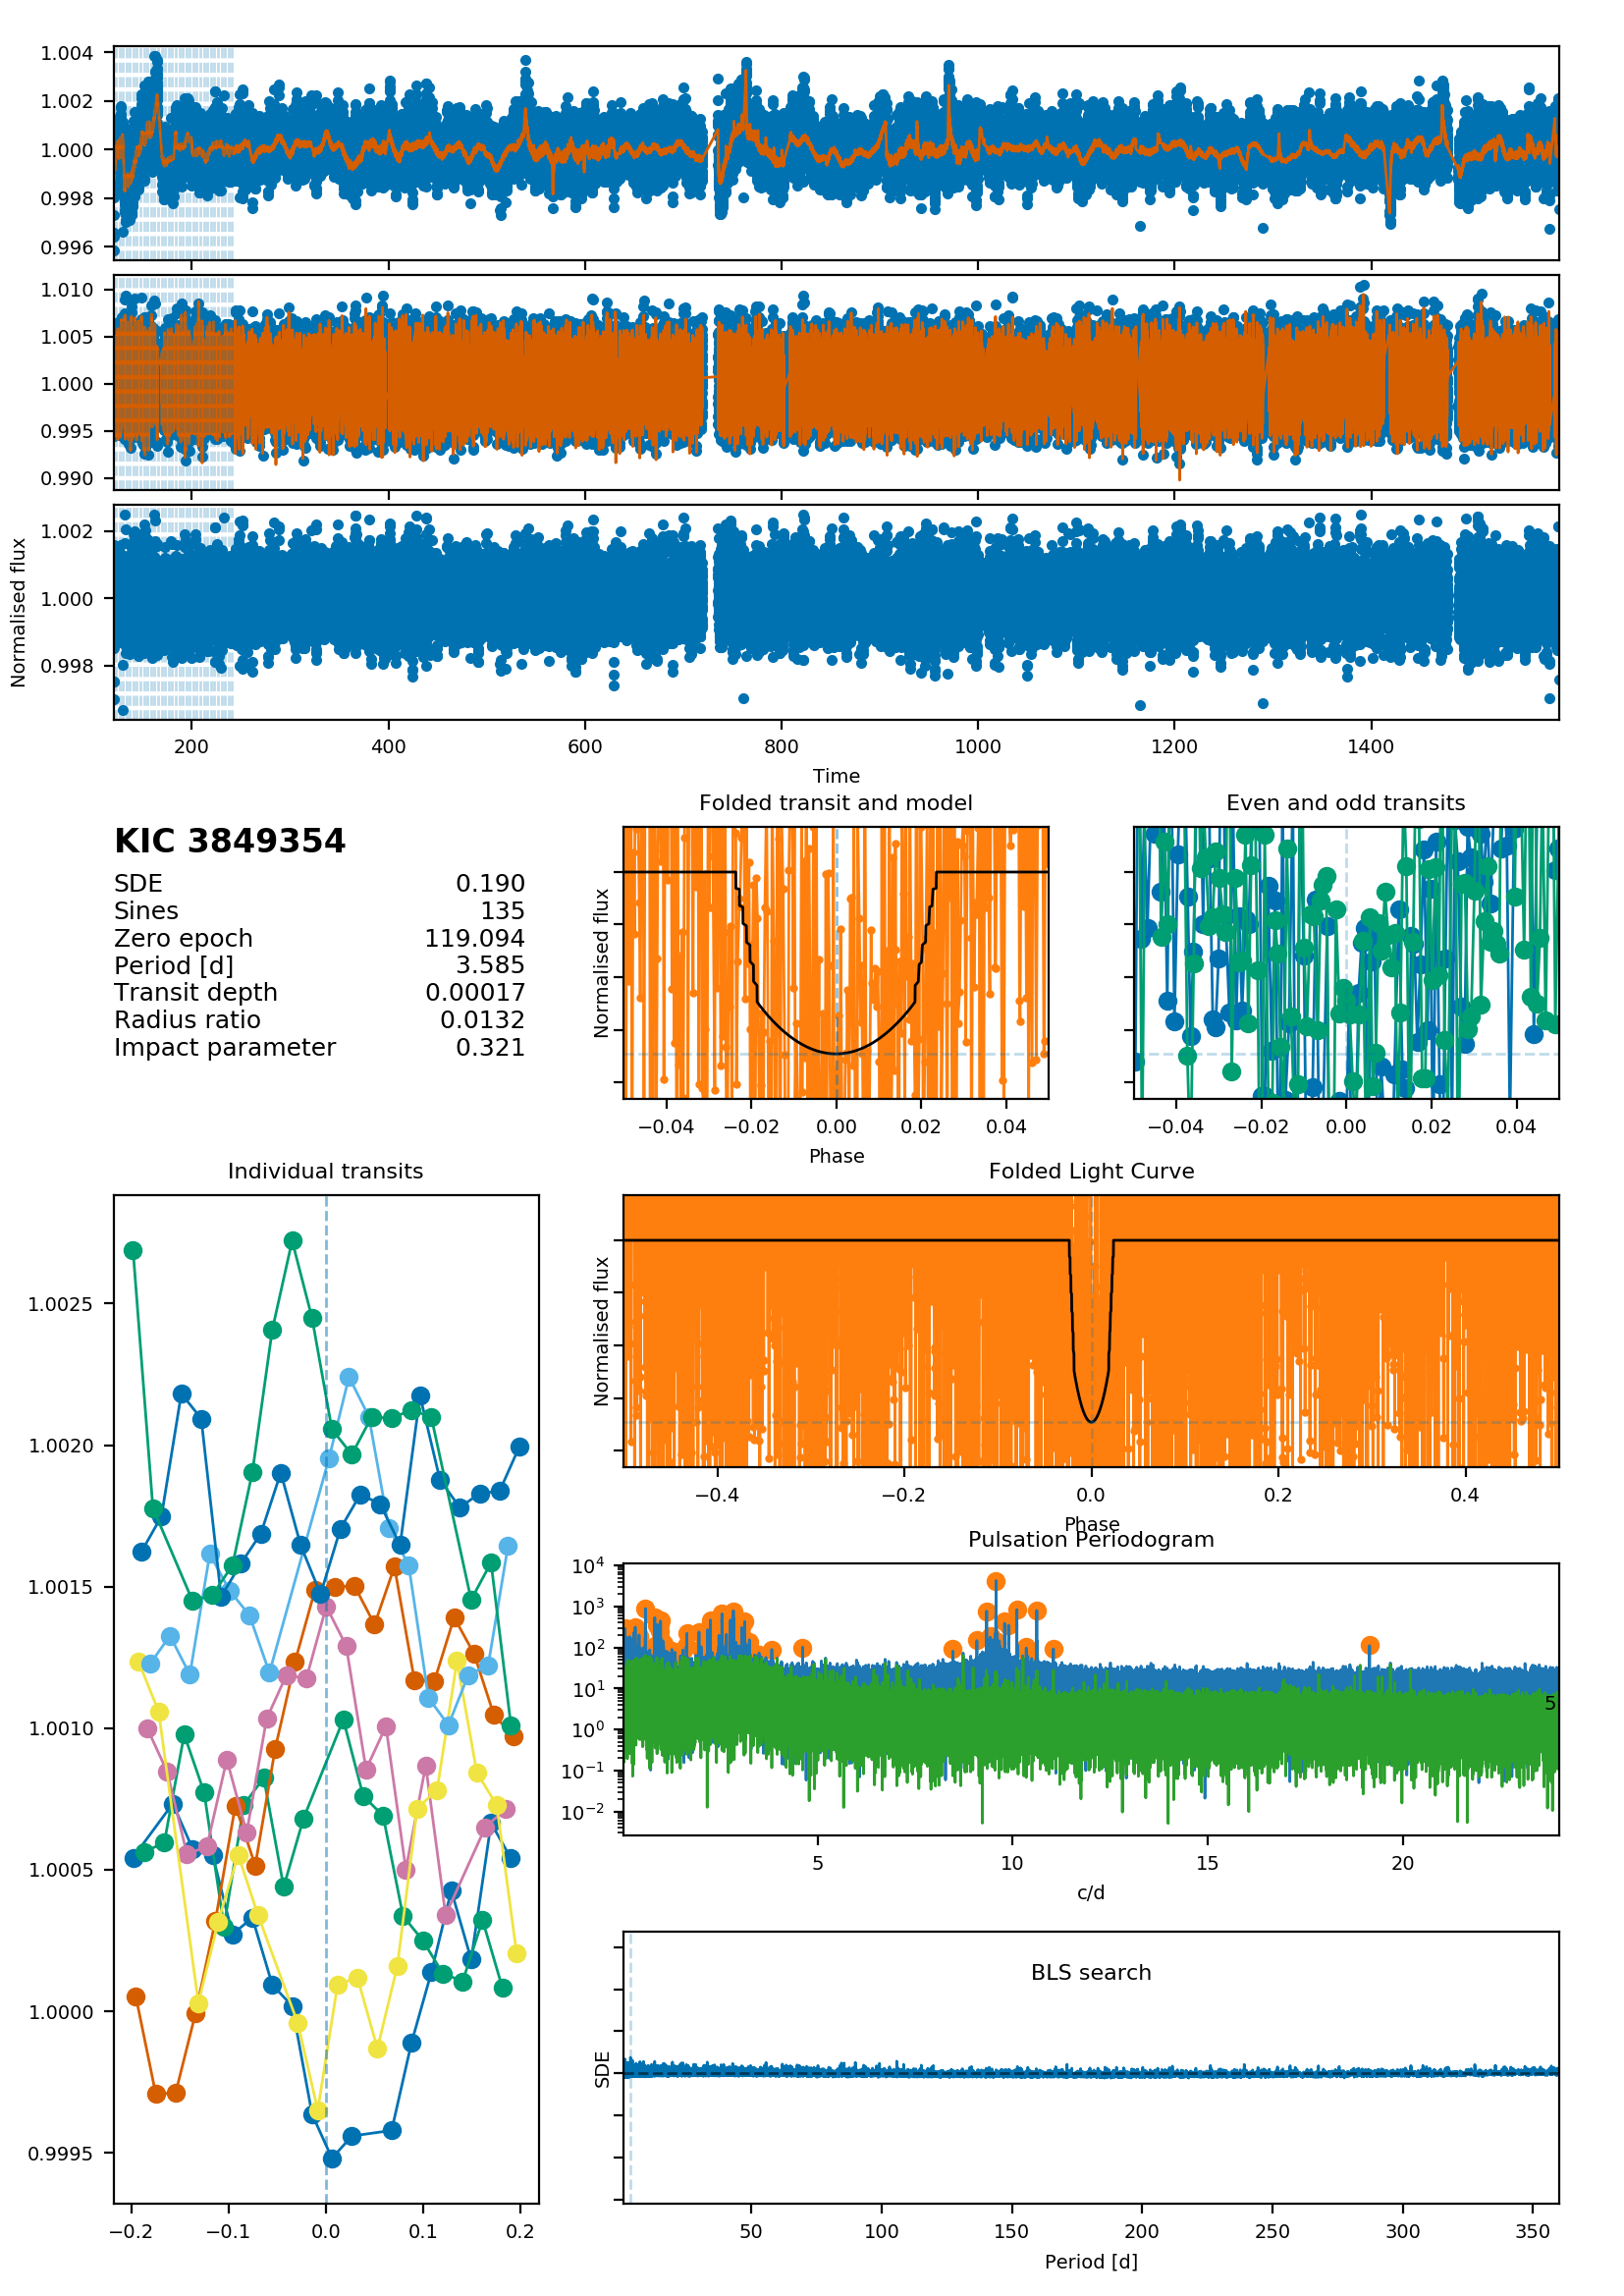 1.004
1.002
1.000
0.998
0.996
1.010
1.005
1.000
0.995
0.990
1.002
1.000
0.998
Normalised flux
200 400 600 800 1000 1200 1400
Time
KIC 3849354
SDE 0.190
Sines 135
Zero epoch 119.094
Period [d] 3.585
Transit depth 0.00017
Radius ratio 0.0132
Impact parameter 0.321
Folded transit and model
Normalised flux
−0.04 −0.02 0.00 0.02 0.04
Phase
Even and odd transits
−0.04 −0.02 0.00 0.02 0.04
Individual transits
1.0025
1.0020
1.0015
1.0010
1.0005
1.0000
0.9995
−0.2 −0.1 0.0 0.1 0.2
Folded Light Curve
Normalised flux
−0.4 −0.2 0.0 0.2 0.4
Phase
Pulsation Periodogram
10⁴
10³
10²
10¹
10⁰
10⁻¹
10⁻²
5
5 10 15 20
c/d
BLS search
SDE
50 100 150 200 250 300 350
Period [d]